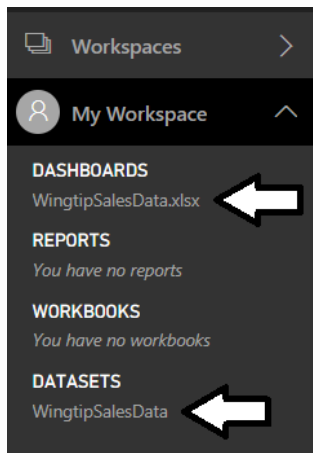 Workspaces
My Workspace
DASHBOARDS
WingtipSalesData.xlsx
REPORTS
You have no reports
WORKBOOKS
You have no workbooks
DATASETS
WingtipSalesData